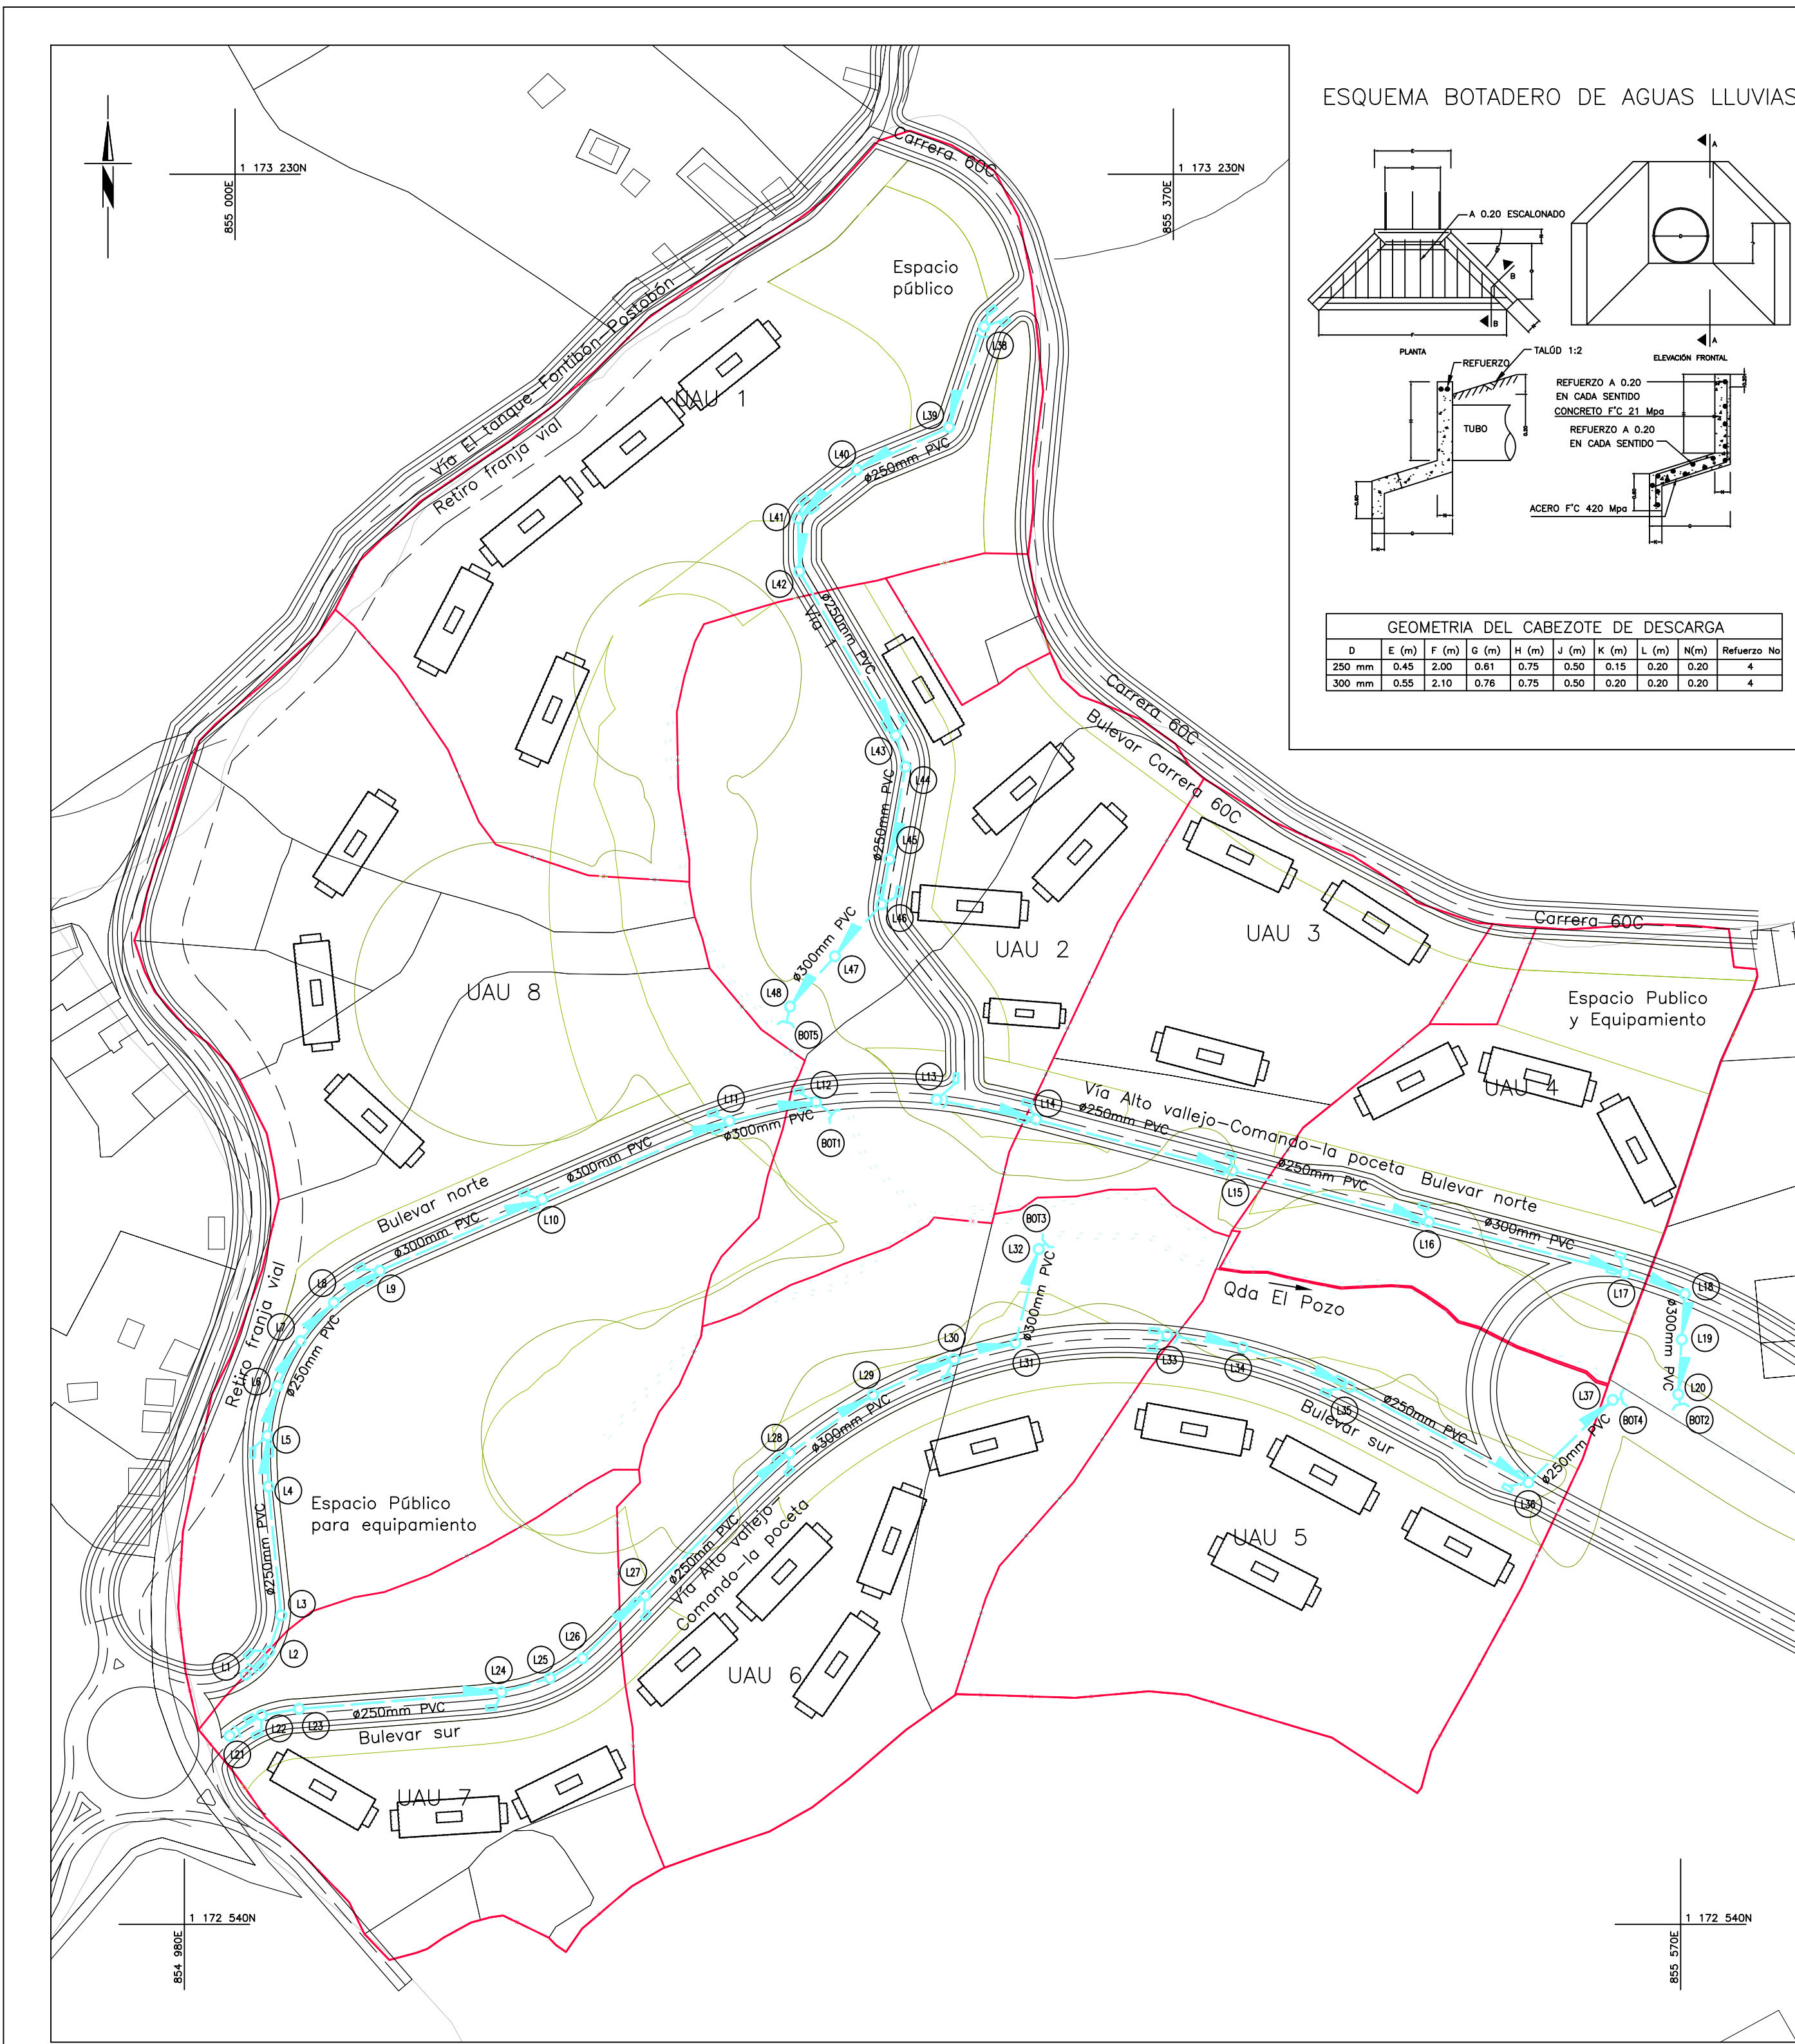 ESQUEMA BOTADERO DE AGUAS LLUVIAS
1 173 230N
855 000E
1 173 230N
855 370E
Carrera 60C
A 0.20 ESCALONADO
A
B
B
A
PLANTA
ELEVACIÓN FRONTAL
REFUERZO
TALÚD 1:2
TUBO
REFUERZO A 0.20
EN CADA SENTIDO
CONCRETO F'C 21 Mpa
REFUERZO A 0.20
EN CADA SENTIDO
ACERO F'C 420 Mpa
GEOMETRIA DEL CABEZOTE DE DESCARGA
D E (m) F (m) G (m) H (m) J (m) K (m) L (m) N(m) Refuerzo No
250 mm 0.45 2.00 0.61 0.75 0.50 0.15 0.20 0.20 4
300 mm 0.55 2.10 0.76 0.75 0.50 0.20 0.20 0.20 4
Espacio
público
L38
Vía El tanque-Fontibón-Postobón
Retiro franja vial
UAU 1
L39
L40
ø250mm PVC
L41
L42
ø250mm PVC
Vía 1
Carrera 60C
Carrera 60C
Bulevar Carrera 60C
L43
L44
ø250mm PVC
L45
L46
ø300mm PVC
L47
L48
BOT5
UAU 2
UAU 3
Carrera 60C
UAU 8
Espacio Publico
y Equipamiento
UAU 4
L11
L12
L13
L14
ø300mm PVC
BOT1
ø250mm PVC
Vía Alto vallejo-Comando-la poceta
Bulevar norte
L15
ø250mm PVC
L16
ø300mm PVC
L17
L18
ø300mm PVC
L19
L20
BOT2
Bulevar norte
ø300mm PVC
L10
ø300mm PVC
L8
L9
L7
L6
ø250mm PVC
Retiro franja vial
L5
L4
ø250mm PVC
L3
L2
L1
Espacio Público
para equipamiento
BOT3
L32
ø300mm PVC
Qda El Pozo
L30
L31
L33
L34
L35
ø250mm PVC
Bulevar sur
L37
BOT4
ø250mm PVC
L36
L29
L28
ø300mm PVC
ø250mm PVC
Vía Alto vallejo
Comando-la poceta
L27
L26
L25
L24
UAU 5
UAU 6
ø250mm PVC
L23
L22
L21
Bulevar sur
UAU 7
1 172 540N
854 980E
1 172 540N
855 570E